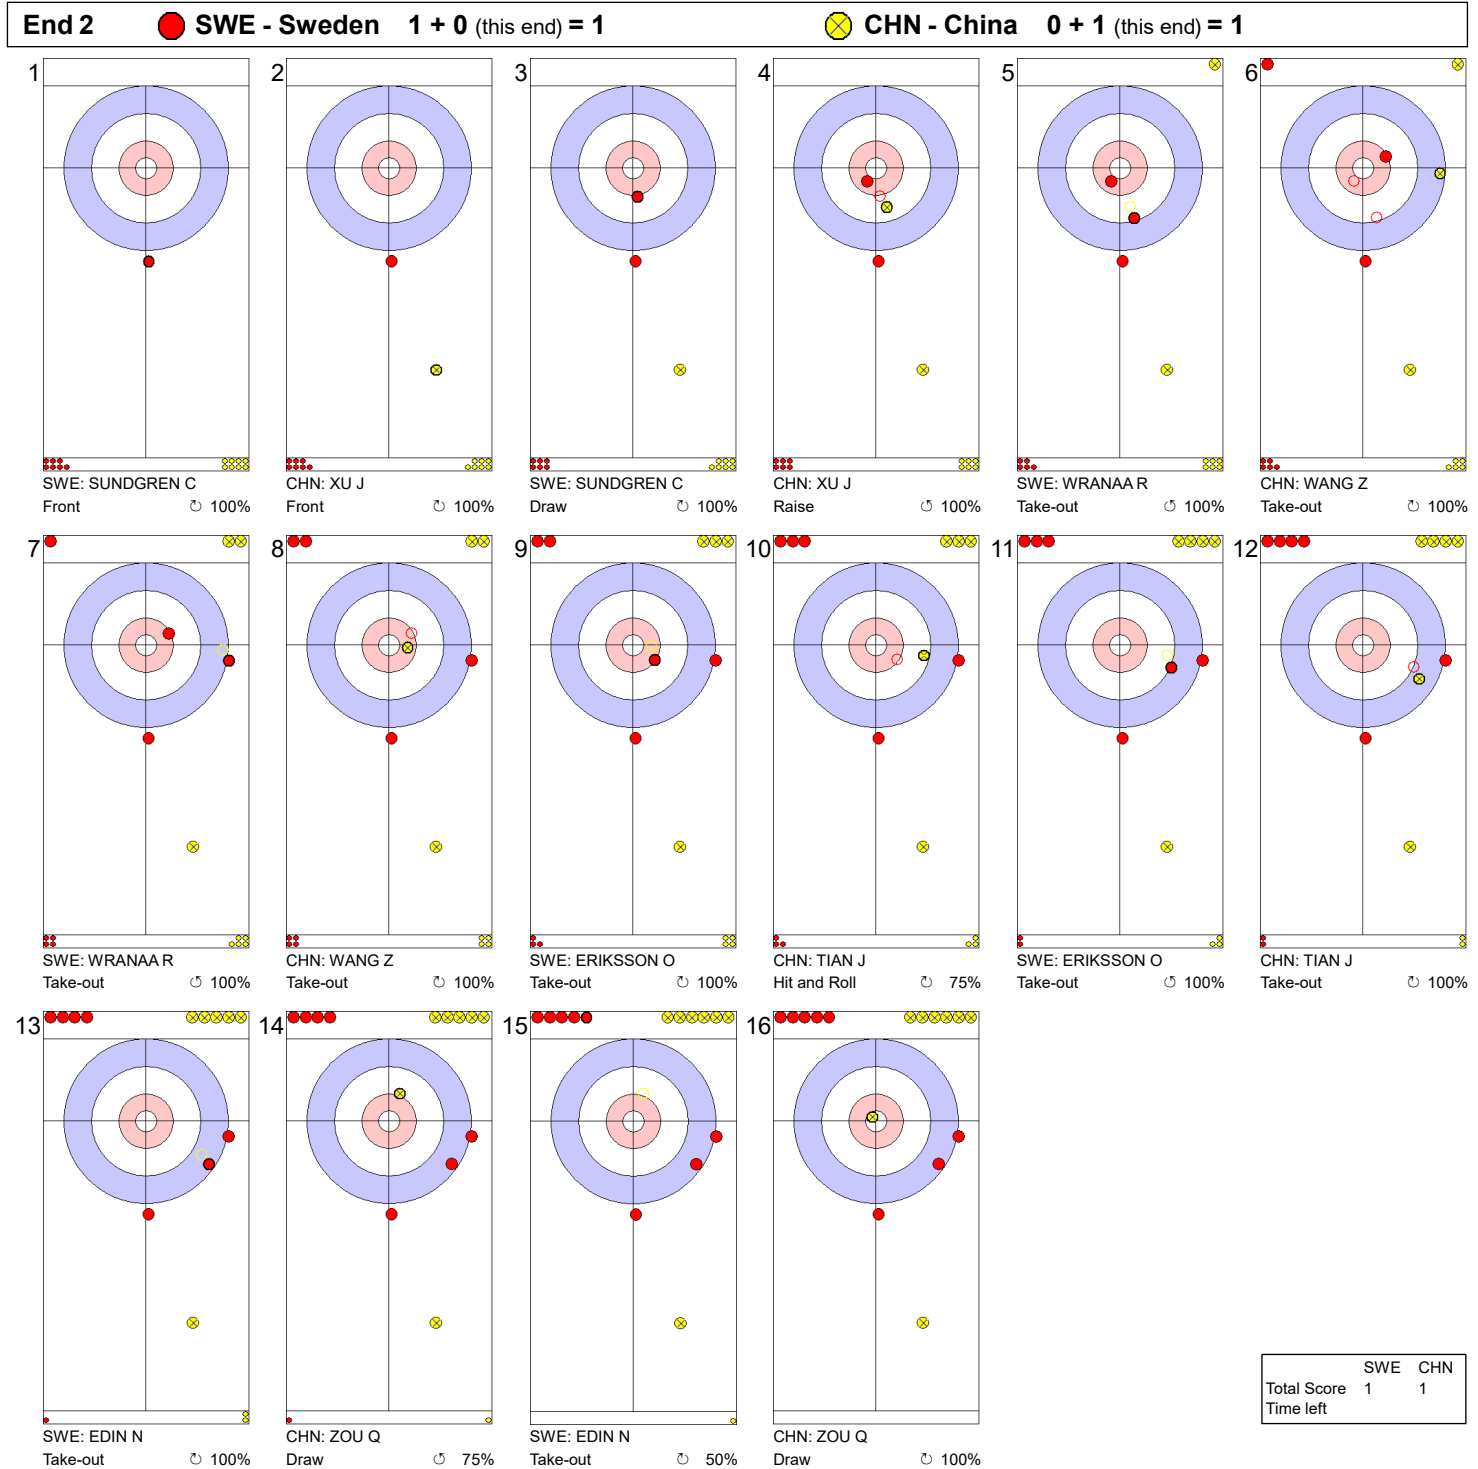 End 2 SWE - Sweden 1 + 0 (this end) = 1 CHN - China 0 + 1 (this end) = 1
1 2 3 4 5 6
SWE: SUNDGREN C CHN: XU J SWE: SUNDGREN C CHN: XU J SWE: WRANAA R CHN: WANG Z
Front ↻ 100% Front ↻ 100% Draw ↻ 100% Raise ↺ 100% Take-out ↻ 100% Take-out ↻ 100%
7 8 9 10 11 12
SWE: WRANAA R CHN: WANG Z SWE: ERIKSSON O CHN: TIAN J SWE: ERIKSSON O CHN: TIAN J
Take-out ↺ 100% Take-out ↻ 100% Take-out ↻ 100% Hit and Roll ↻ 75% Take-out ↺ 100% Take-out ↻ 100%
13 14 15 16
SWE: EDIN N CHN: ZOU Q SWE: EDIN N CHN: ZOU Q
Take-out ↻ 100% Draw ↺ 75% Take-out ↻ 50% Draw ↻ 100%
SWE CHN
Total Score 1 1
Time left